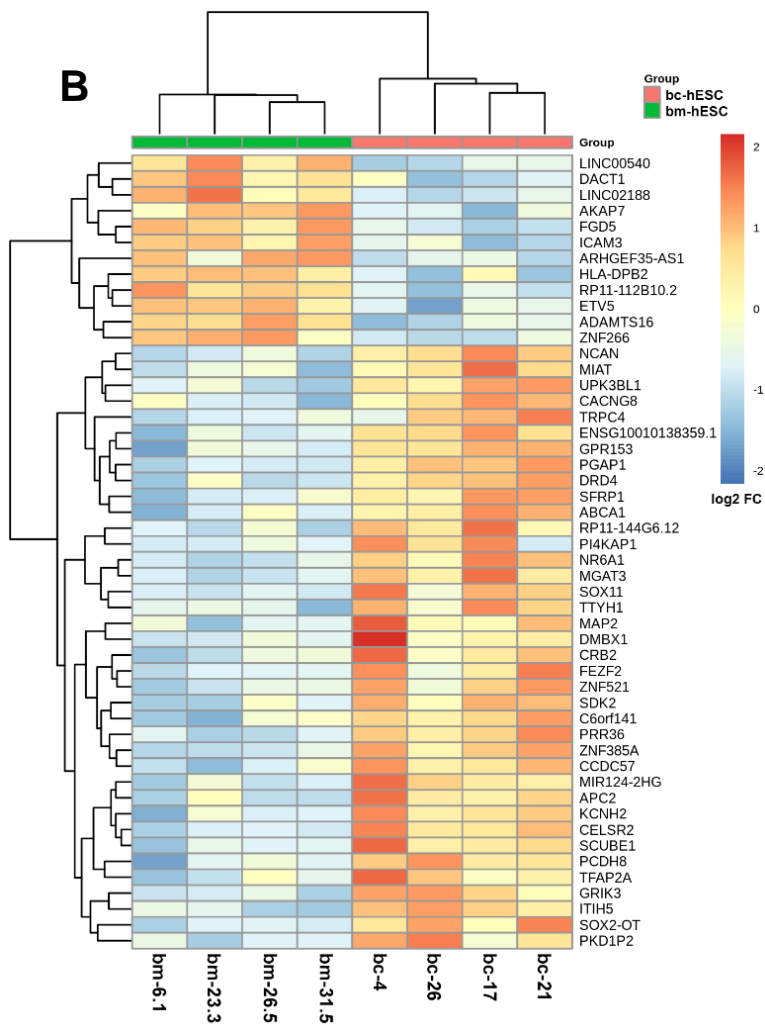 B
Group
bc-hESC
bm-hESC
Group
2
1
0
-1
-2
log2 FC
LINC00540
DACT1
LINC02188
AKAP7
FGD5
ICAM3
ARHGEF35-AS1
HLA-DPB2
RP11-112B10.2
ETV5
ADAMTS16
ZNF266
NCAN
MIAT
UPK3BL1
CACNG8
TRPC4
ENSG10010138359.1
GPR153
PGAP1
DRD4
SFRP1
ABCA1
RP11-144G6.12
PI4KAP1
NR6A1
MGAT3
SOX11
TTYH1
MAP2
DMBX1
CRB2
FEZF2
ZNF521
SDK2
C6orf141
PRR36
ZNF385A
CCDC57
MIR124-2HG
APC2
KCNH2
CELSR2
SCUBE1
PCDH8
TFAP2A
GRIK3
ITIH5
SOX2-OT
PKD1P2
bm-6.1
bm-23.3
bm-26.5
bm-31.5
bc-4
bc-26
bc-17
bc-21